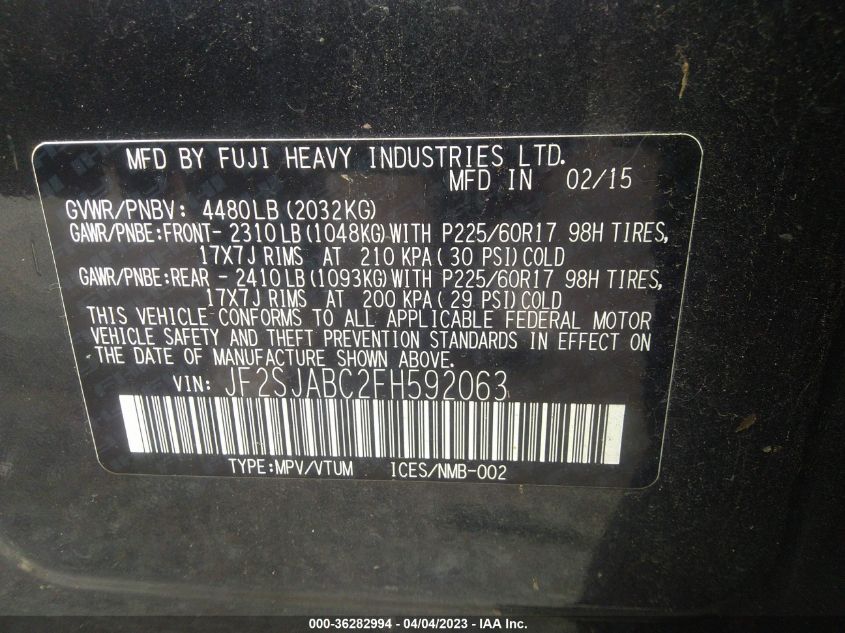 MFD BY FUJI HEAVY INDUSTRIES LTD.
MFD IN 02/15
GVWR/PNBV: 4480LB(2032KG)
GAWR/PNBE:FRONT- 2310LB(1048KG)WITH P225/60R17 98H TIRES,
17X7J RIMS AT 210 KPA( 30 PSI)COLD
GAWR/PNBE:REAR - 2410LB(1093KG)WITH P225/60R17 98H TIRES,
17X7J RIMS AT 200 KPA( 29 PSI)COLD
THIS VEHICLE CONFORMS TO ALL APPLICABLE FEDERAL MOTOR
VEHICLE SAFETY AND THEFT PREVENTION STANDARDS IN EFFECT ON
THE DATE OF MANUFACTURE SHOWN ABOVE.
VIN: JF2SJABC2FH592063
TYPE:MPV/VTUM ICES/NMB-002
000-36282994 - 04/04/2023 - IAA Inc.